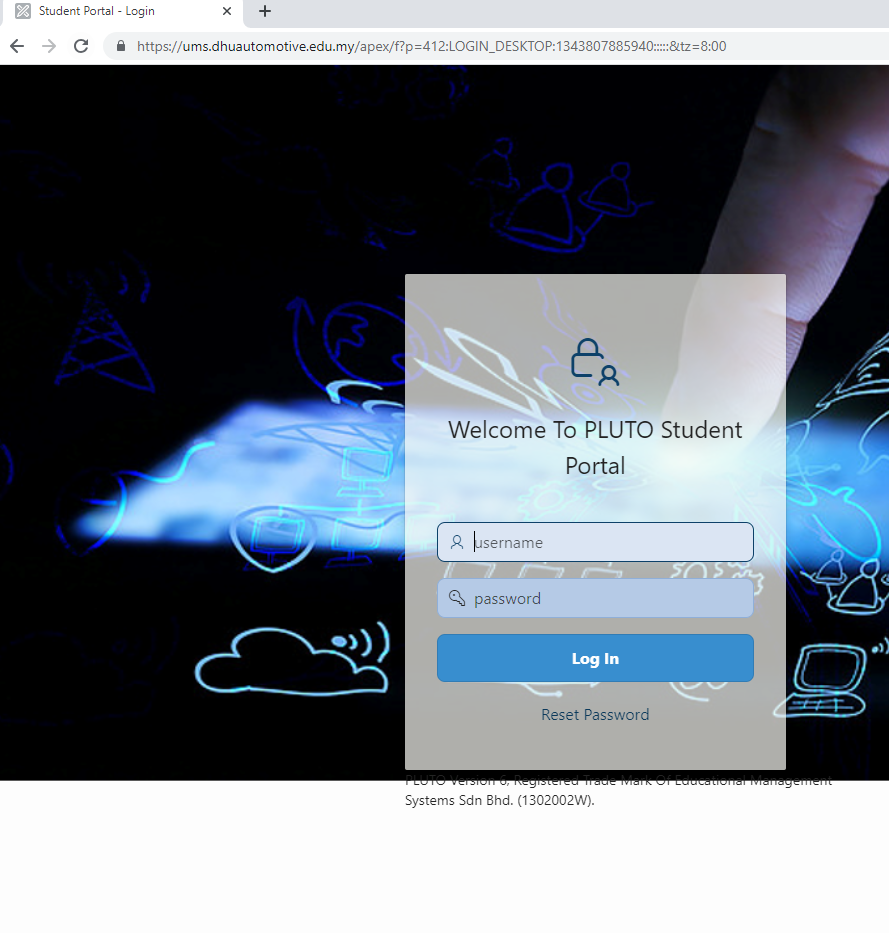 Student Portal - Login
https://ums.dhuautomotive.edu.my/apex/f?p=412:LOGIN_DESKTOP:1343807885940:::::&tz=8:00
Welcome To PLUTO Student
Portal
username
password
Log In
Reset Password
PLUTO Version 6, Registered Trade Mark Of Educational Management
Systems Sdn Bhd. (1302002W).